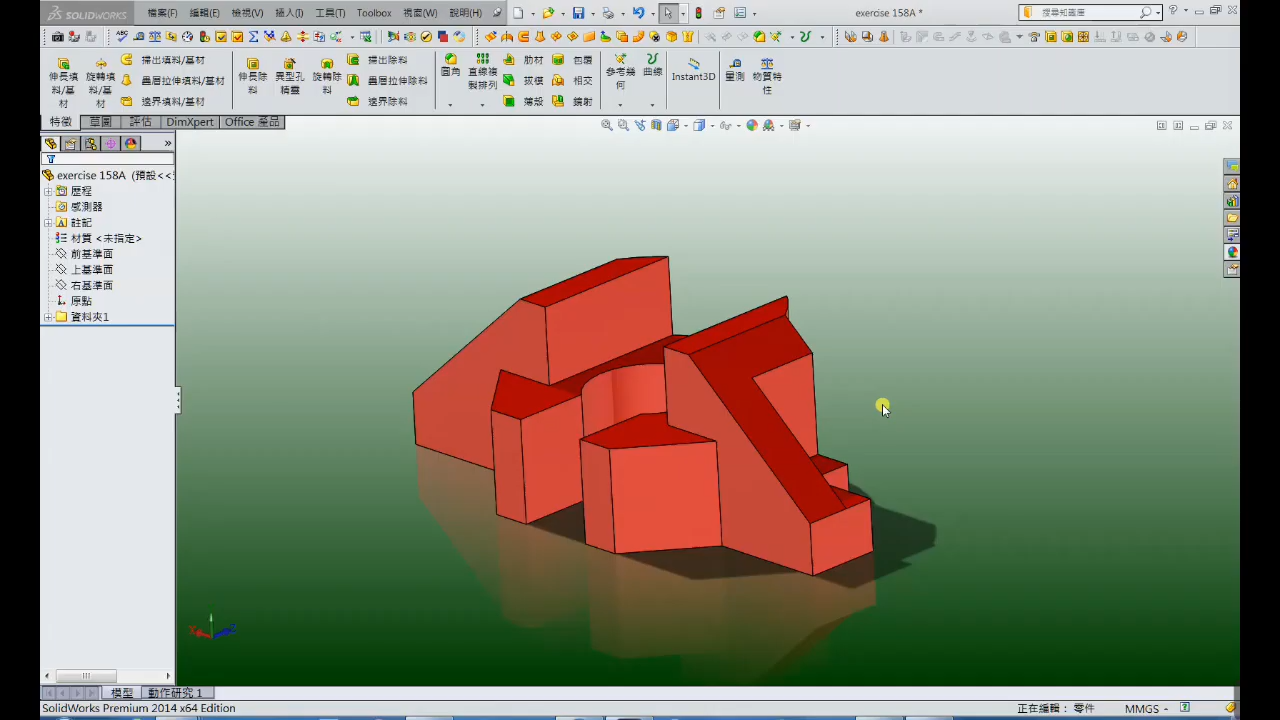 SOLIDWORKS 檔案(F) 編輯(E) 檢視(V) 插入(I) 工具(T) Toolbox 視窗(W) 說明(H) exercise 158A * 搜尋知識庫
伸長填料/基材 旋轉填料/基材 掃出填料/基材 疊層拉伸填料/基材 邊界填料/基材
伸長除料 異型孔精靈 旋轉除料 掃出除料 疊層拉伸除料 邊界除料
圓角 直線複製排列 肋材 拔模 薄殼 包覆 相交 鏡射
參考幾何 曲線 Instant3D 量測 物質特性
特徵 草圖 評估 DimXpert Office 產品
exercise 158A (預設<<
歷程
感測器
註記
材質 <未指定>
前基準面
上基準面
右基準面
原點
資料夾1
X Z
模型 動作研究 1
SolidWorks Premium 2014 x64 Edition 正在編輯: 零件 MMGS